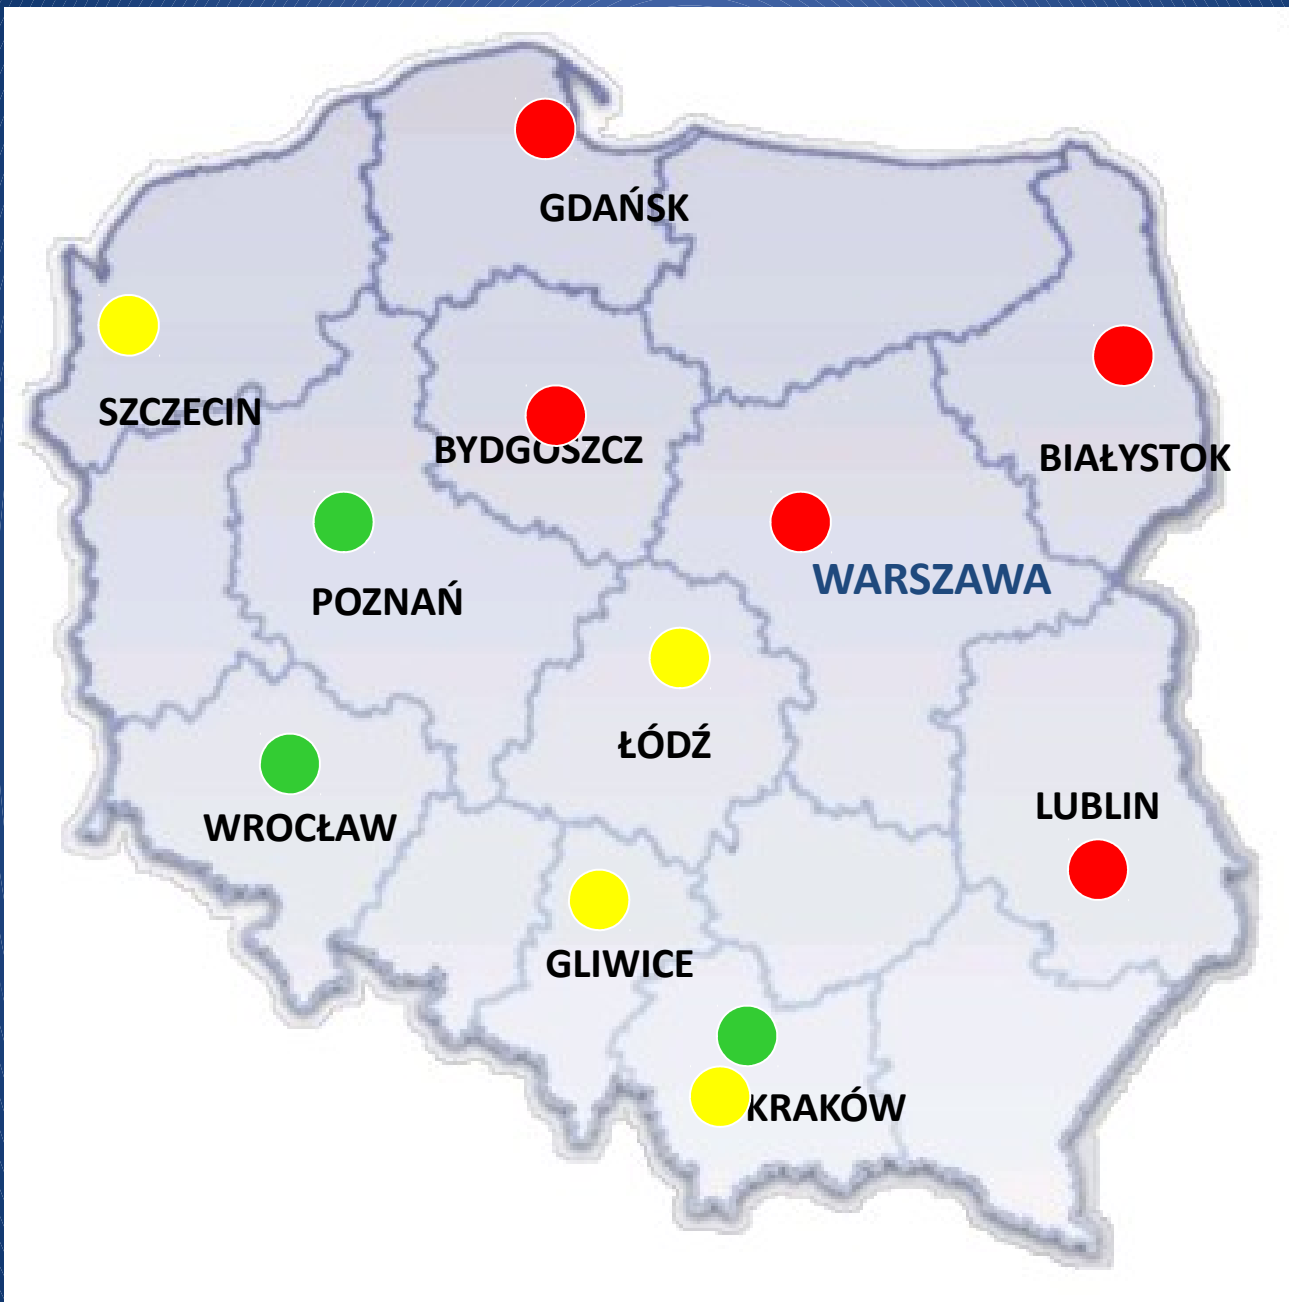 GDAŃSK
SZCZECIN
BYDGOSZCZ
BIAŁYSTOK
WARSZAWA
POZNAŃ
ŁÓDŹ
LUBLIN
WROCŁAW
GLIWICE
KRAKÓW